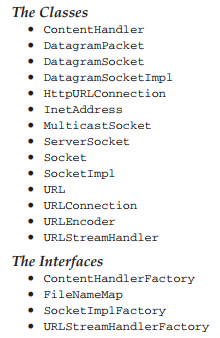 The Classes
• ContentHandler
• DatagramPacket
• DatagramSocket
• DatagramSocketImpl
• HttpURLConnection
• InetAddress
• MulticastSocket
• ServerSocket
• Socket
• SocketImpl
• URL
• URLConnection
• URLEncoder
• URLStreamHandler
The Interfaces
• ContentHandlerFactory
• FileNameMap
• SocketImplFactory
• URLStreamHandlerFactory